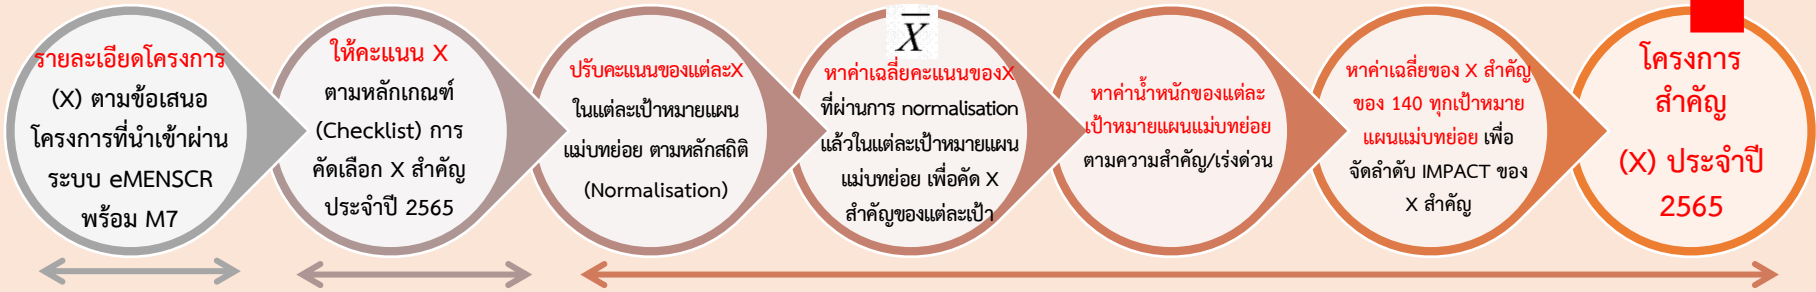 รายละเอียดโครงการ
(X) ตามข้อเสนอ
โครงการที่นำเข้าผ่าน
ระบบ eMENSCR
พร้อม M7
ให้คะแนน X
ตามหลักเกณฑ์
(Checklist) การ
คัดเลือก X สำคัญ
ประจำปี 2565
ปรับคะแนนของแต่ละX
ในแต่ละเป้าหมายแผน
แม่บทย่อย ตามหลักสถิติ
(Normalisation)
X
หาค่าเฉลี่ยคะแนนของX
ที่ผ่านการ normalisation
แล้วในแต่ละเป้าหมายแผน
แม่บทย่อย เพื่อคัด X
สำคัญของแต่ละเป้า
หาค่าน้ำหนักของแต่ละ
เป้าหมายแผนแม่บทย่อย
ตามความสำคัญ/เร่งด่วน
หาค่าเฉลี่ยของ X สำคัญ
ของ 140 ทุกเป้าหมาย
แผนแม่บทย่อย เพื่อ
จัดลำดับ IMPACT ของ
X สำคัญ
โครงการ
สำคัญ
(X) ประจำปี
2565